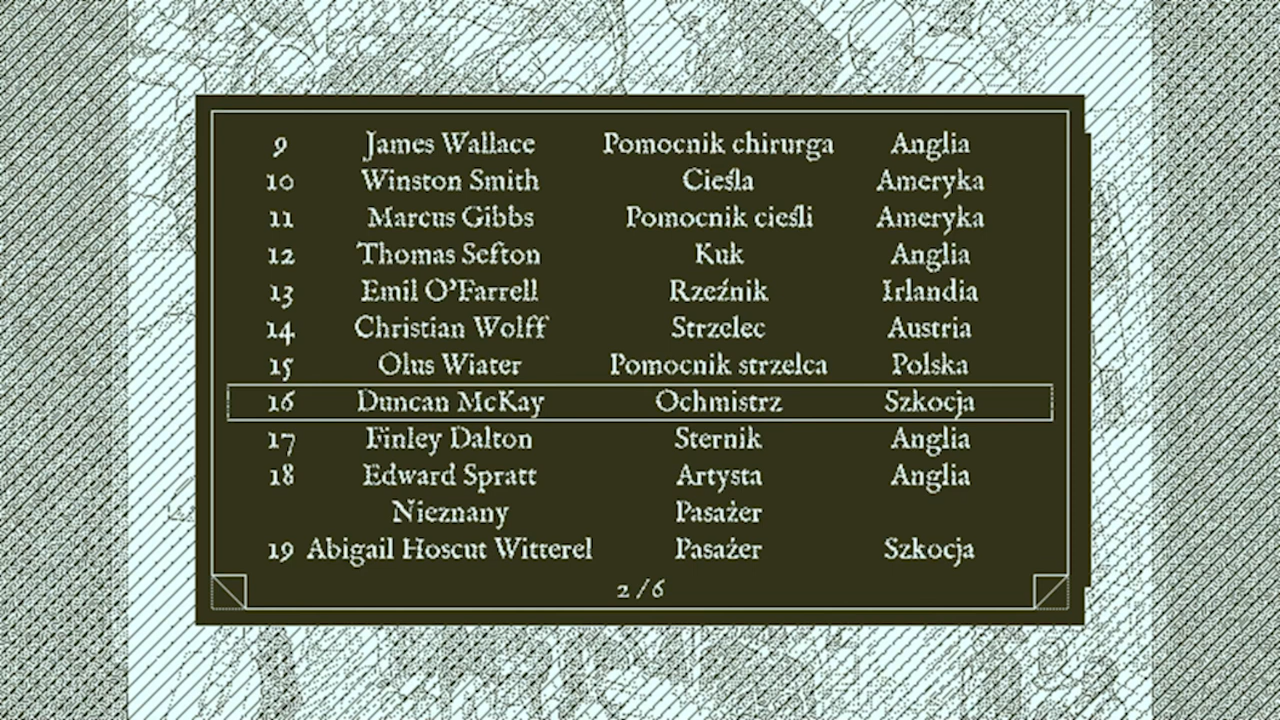 9 James Wallace Pomocnik chirurga Anglia
10 Winston Smith Cieśla Ameryka
11 Marcus Gibbs Pomocnik cieśli Ameryka
12 Thomas Sefton Kuk Anglia
13 Emil O'Farrell Rzeźnik Irlandia
14 Christian Wolff Strzelec Austria
15 Olus Wiater Pomocnik strzelca Polska
16 Duncan McKay Ochmistrz Szkocja
17 Finley Dalton Sternik Anglia
18 Edward Spratt Artysta Anglia
Nieznany Pasażer
19 Abigail Hoscut Witterel Pasażer Szkocja
2/6